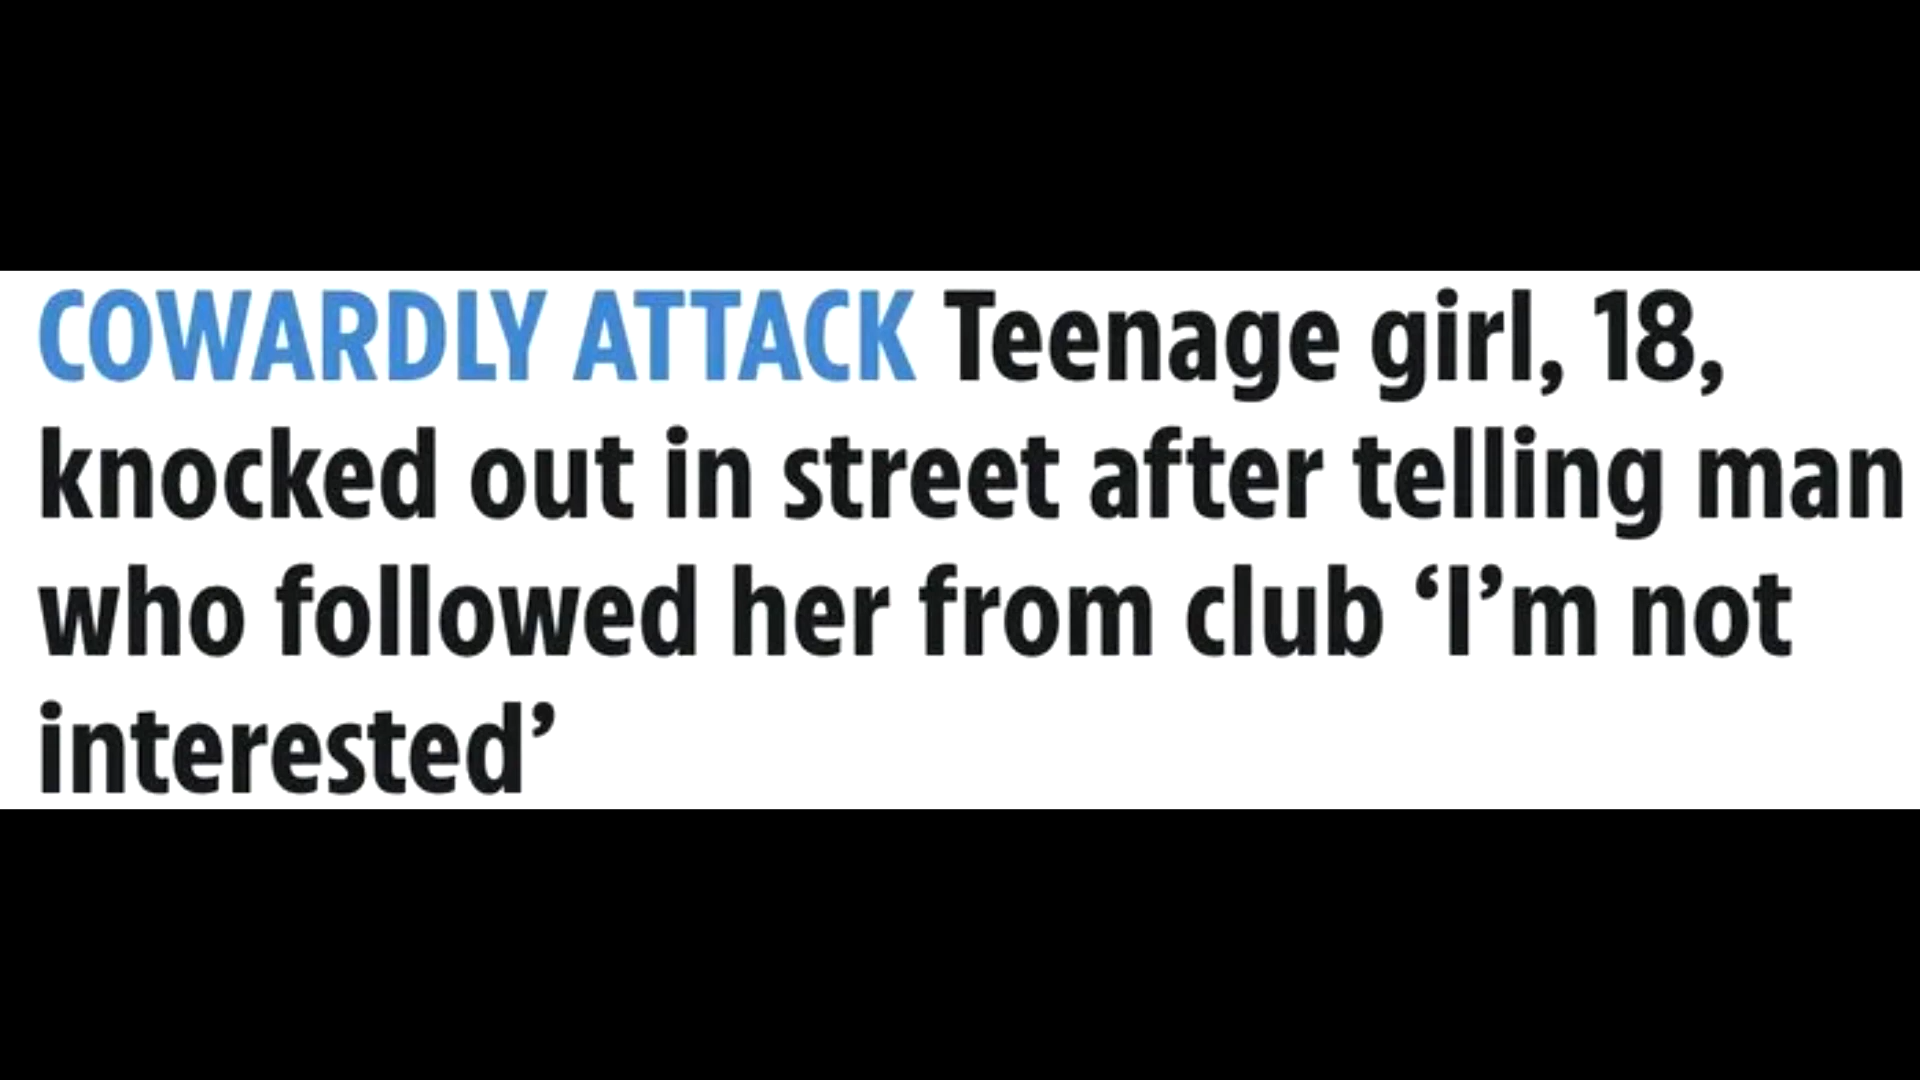 COWARDLY ATTACK Teenage girl, 18,
knocked out in street after telling man
who followed her from club ‘I’m not
interested’